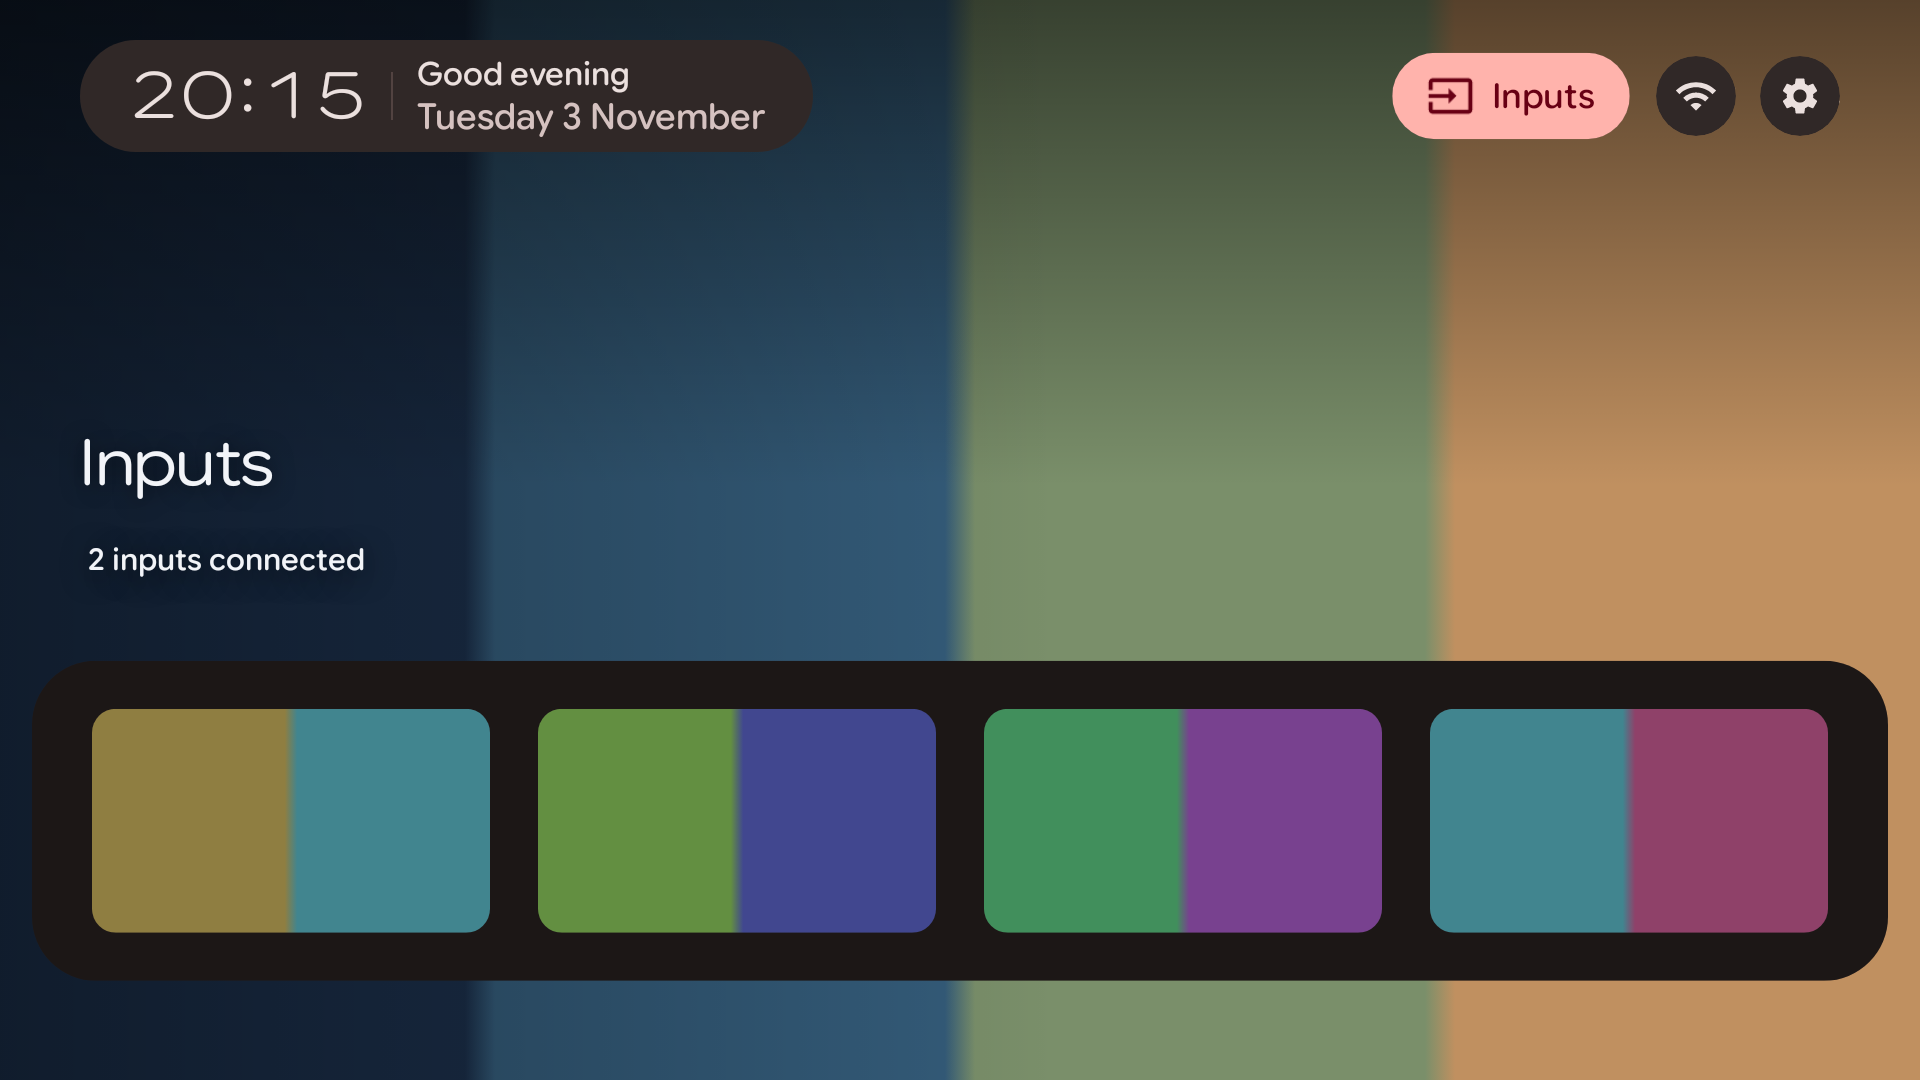 20:15
Good evening
Tuesday 3 November
Inputs
Inputs
2 inputs connected